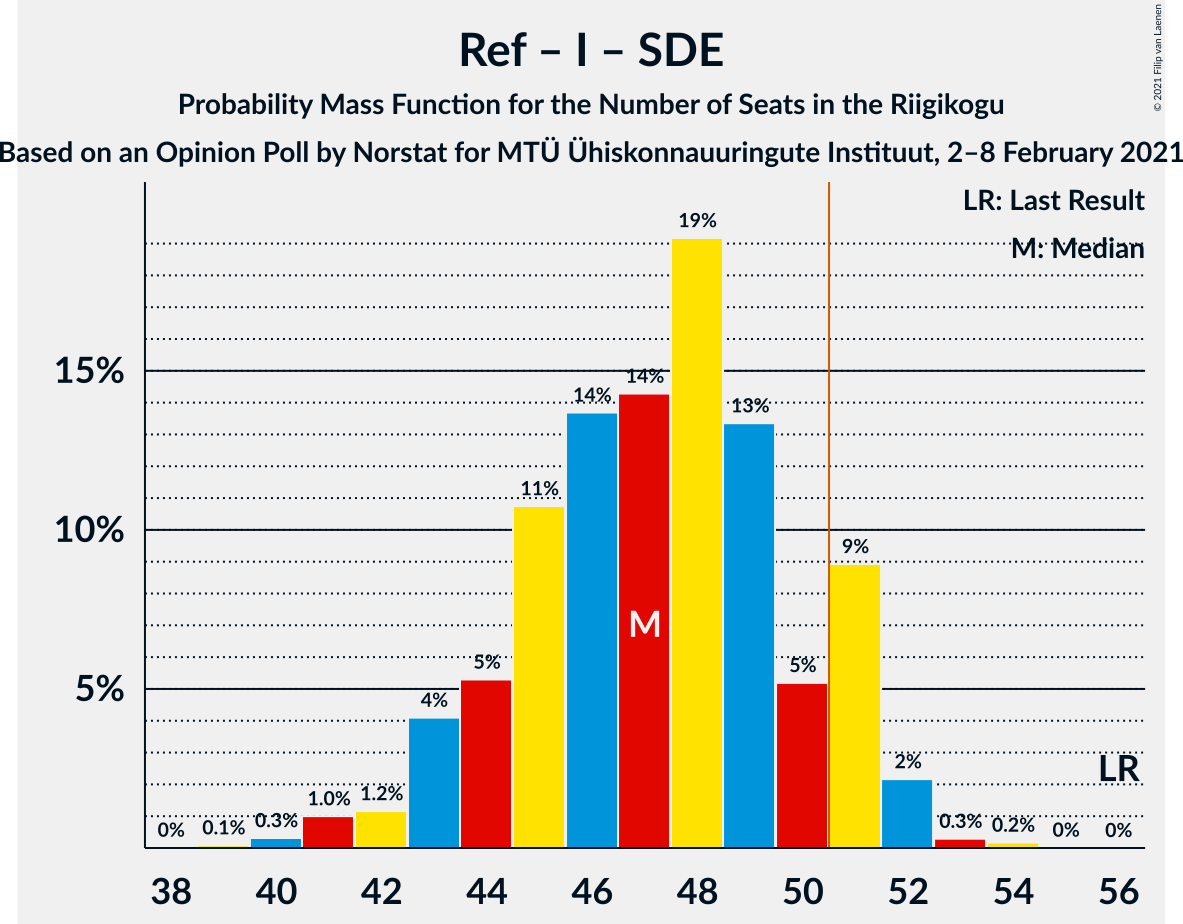 Ref – I – SDE
Probability Mass Function for the Number of Seats in the Riigikogu
Based on an Opinion Poll by Norstat for MTÜ Ühiskonnauuringute Instituut, 2–8 February 2021
© 2021 Filip van Laenen
LR: Last Result
M: Median
15%
10%
5%
0%
0.1%
0.3%
1.0%
1.2%
4%
5%
11%
14%
14%
19%
13%
5%
9%
2%
0.3%
0.2%
0%
0%
M
LR
38 40 42 44 46 48 50 52 54 56